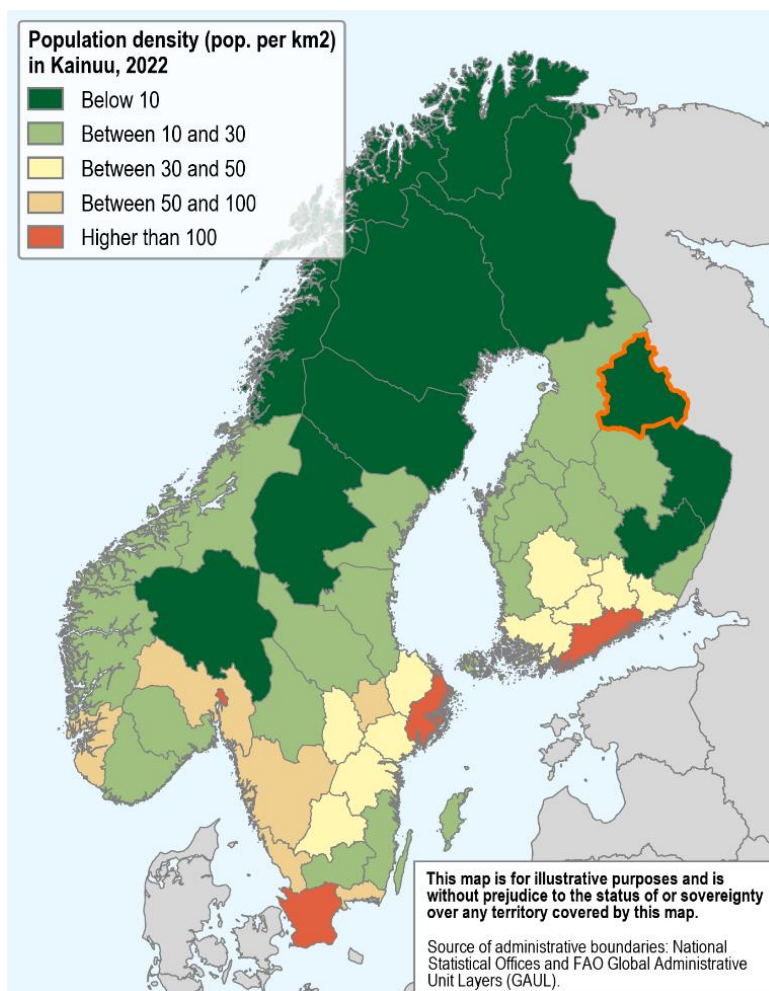 Population density (pop. per km2)
in Kainuu, 2022
Below 10
Between 10 and 30
Between 30 and 50
Between 50 and 100
Higher than 100
This map is for illustrative purposes and is
without prejudice to the status of or sovereignty
over any territory covered by this map.
Source of administrative boundaries: National
Statistical Offices and FAO Global Administrative
Unit Layers (GAUL).